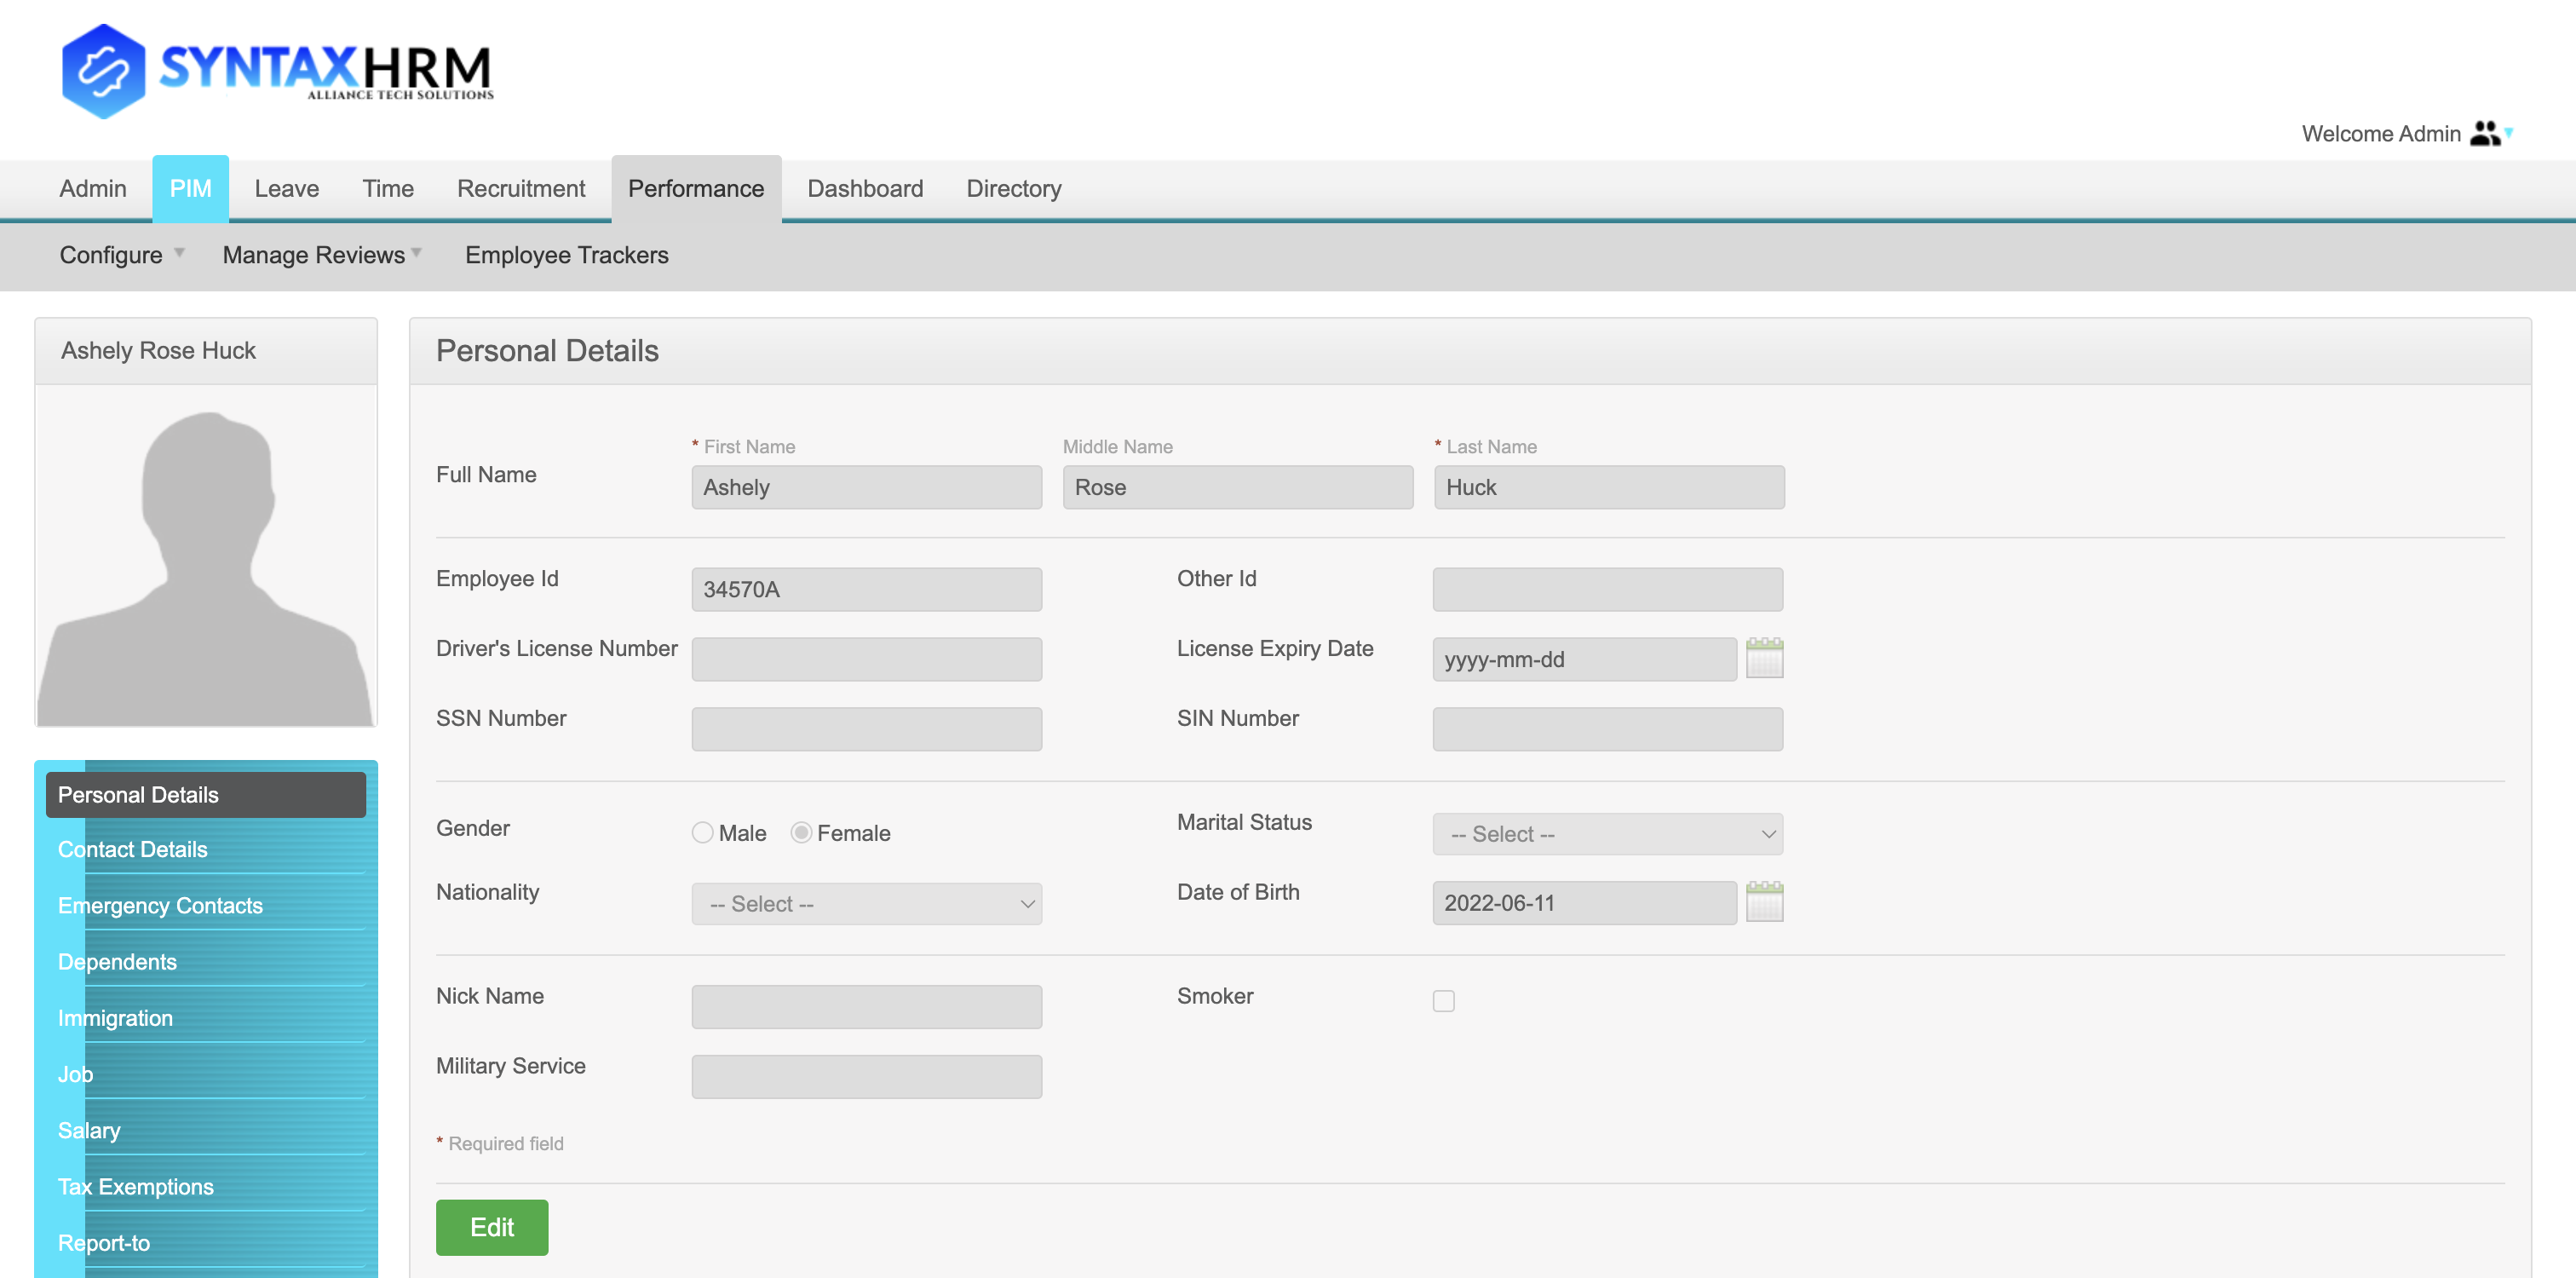 SYNTAXHRM
ALLIANCE TECH SOLUTIONS
Welcome Admin
Admin PIM Leave Time Recruitment Performance Dashboard Directory
Configure Manage Reviews Employee Trackers
Ashely Rose Huck
Personal Details
* First Name Middle Name * Last Name
Full Name Ashely Rose Huck
Employee Id 34570A Other Id
Driver's License Number License Expiry Date yyyy-mm-dd
SSN Number SIN Number
Gender Male Female Marital Status -- Select --
Nationality -- Select -- Date of Birth 2022-06-11
Nick Name Smoker
Military Service
* Required field
Edit
Personal Details
Contact Details
Emergency Contacts
Dependents
Immigration
Job
Salary
Tax Exemptions
Report-to